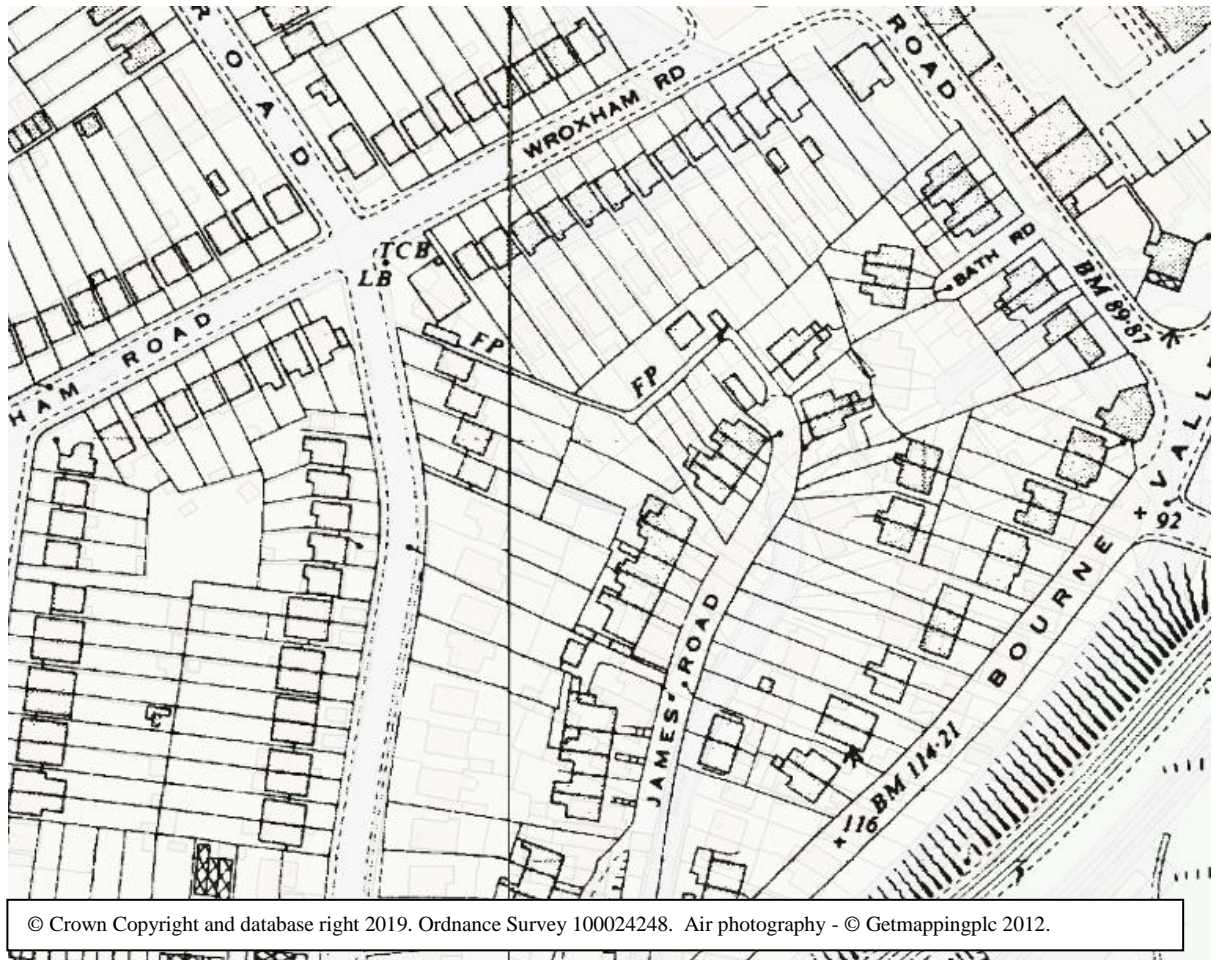 ROAD
ROAD
WROXHAM RD
TCB
LB
BATH RD
BM 89·87
FP
FP
HAM ROAD
VALL
+ 92
BOURNE
JAMES ROAD
BM 114·21
+ 116
© Crown Copyright and database right 2019. Ordnance Survey 100024248. Air photography - © Getmappingplc 2012.